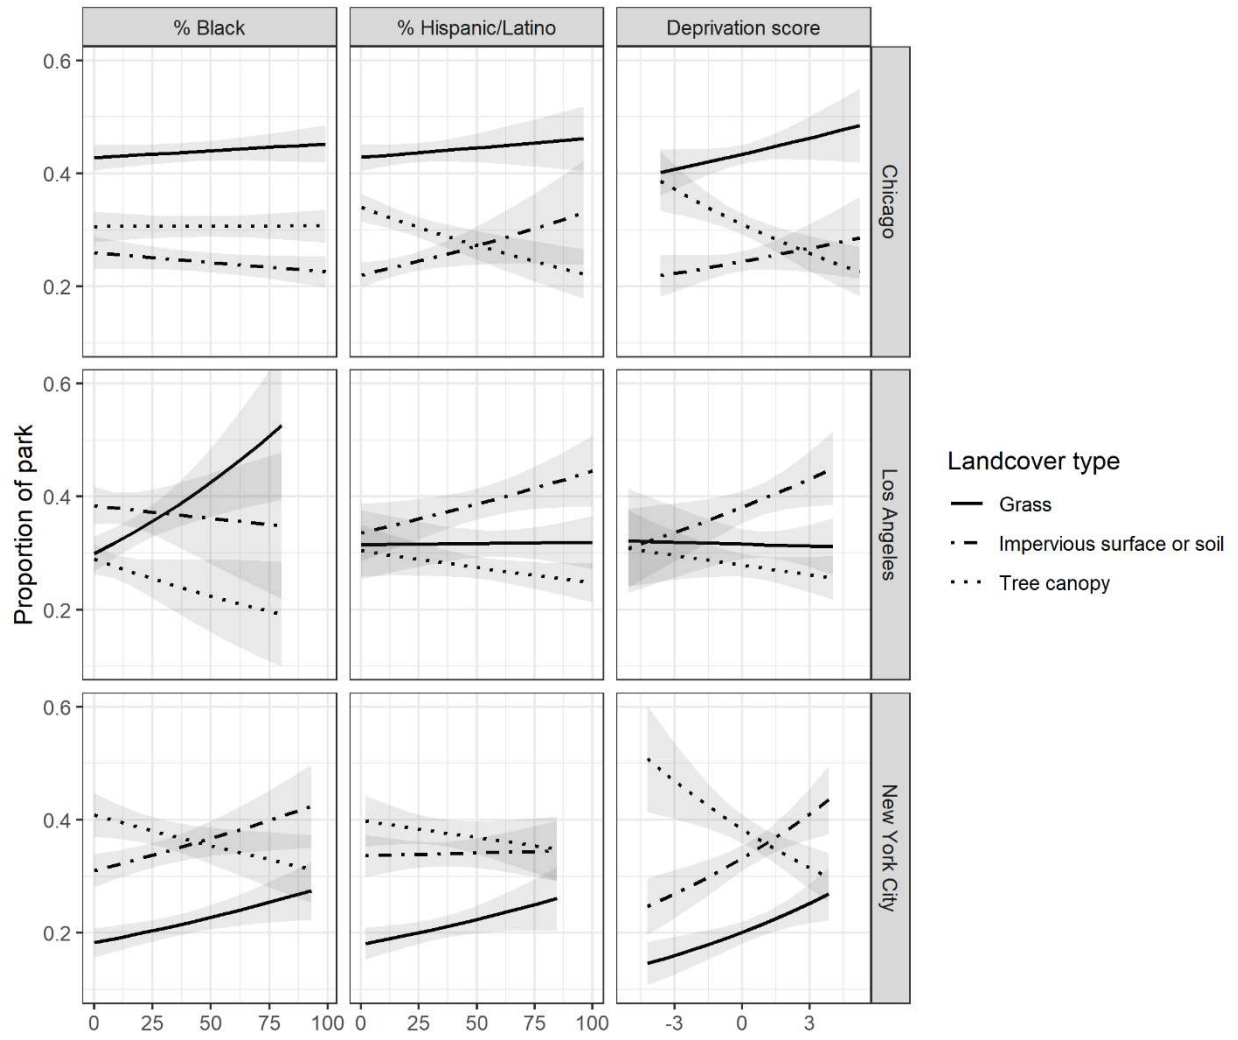 % Black
% Hispanic/Latino
Deprivation score
0.6
0.4
0.2
Chicago
0.6
0.4
0.2
Los Angeles
0.6
0.4
0.2
New York City
Proportion of park
0 25 50 75 100
0 25 50 75 100
-3 0 3
Landcover type
Grass
Impervious surface or soil
Tree canopy